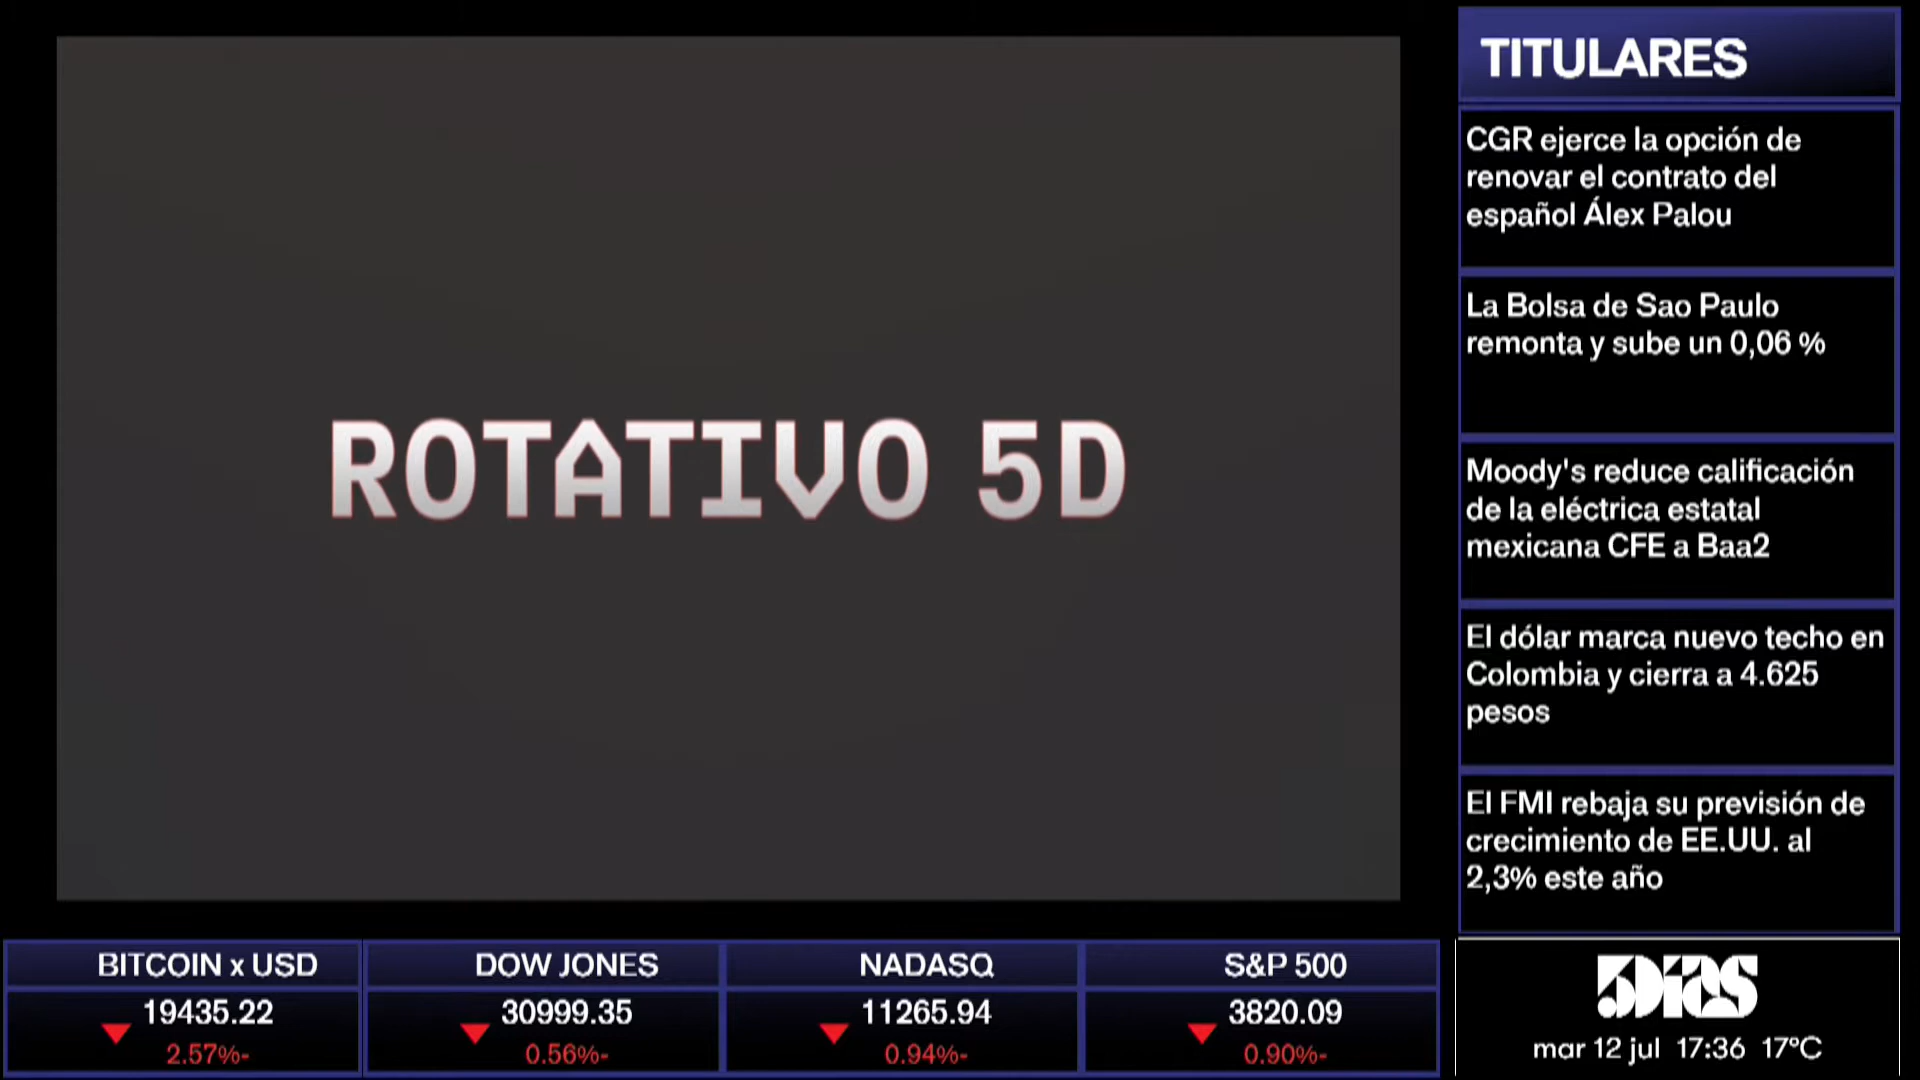 ROTATIVO 5D
TITULARES
CGR ejerce la opción de
renovar el contrato del
español Álex Palou
La Bolsa de Sao Paulo
remonta y sube un 0,06 %
Moody's reduce calificación
de la eléctrica estatal
mexicana CFE a Baa2
El dólar marca nuevo techo en
Colombia y cierra a 4.625
pesos
El FMI rebaja su previsión de
crecimiento de EE.UU. al
2,3% este año
BITCOIN x USD
19435.22
2.57%-
DOW JONES
30999.35
0.56%-
NADASQ
11265.94
0.94%-
S&P 500
3820.09
0.90%-
5Días
mar 12 jul 17:36 17°C